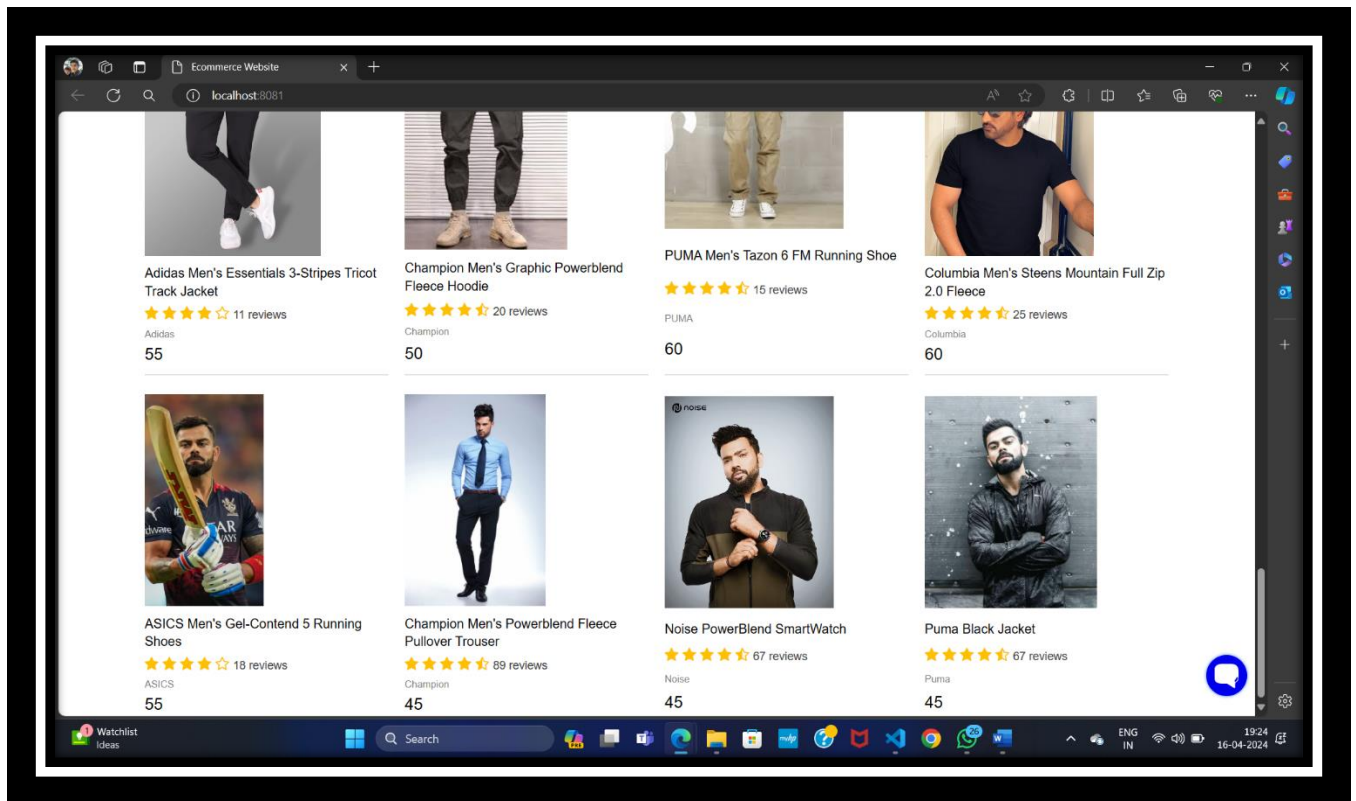 Ecommerce Website
localhost:8081
Adidas Men's Essentials 3-Stripes Tricot
Track Jacket
11 reviews
Adidas
55
Champion Men's Graphic Powerblend
Fleece Hoodie
20 reviews
Champion
50
PUMA Men's Tazon 6 FM Running Shoe
15 reviews
PUMA
60
Columbia Men's Steens Mountain Full Zip
2.0 Fleece
25 reviews
Columbia
60
ASICS Men's Gel-Contend 5 Running
Shoes
18 reviews
ASICS
55
Champion Men's Powerblend Fleece
Pullover Trouser
89 reviews
Champion
45
noise
Noise PowerBlend SmartWatch
67 reviews
Noise
45
Puma Black Jacket
67 reviews
Puma
45
1
Watchlist
Ideas
Search
PRE
26
ENG
IN
19:24
16-04-2024